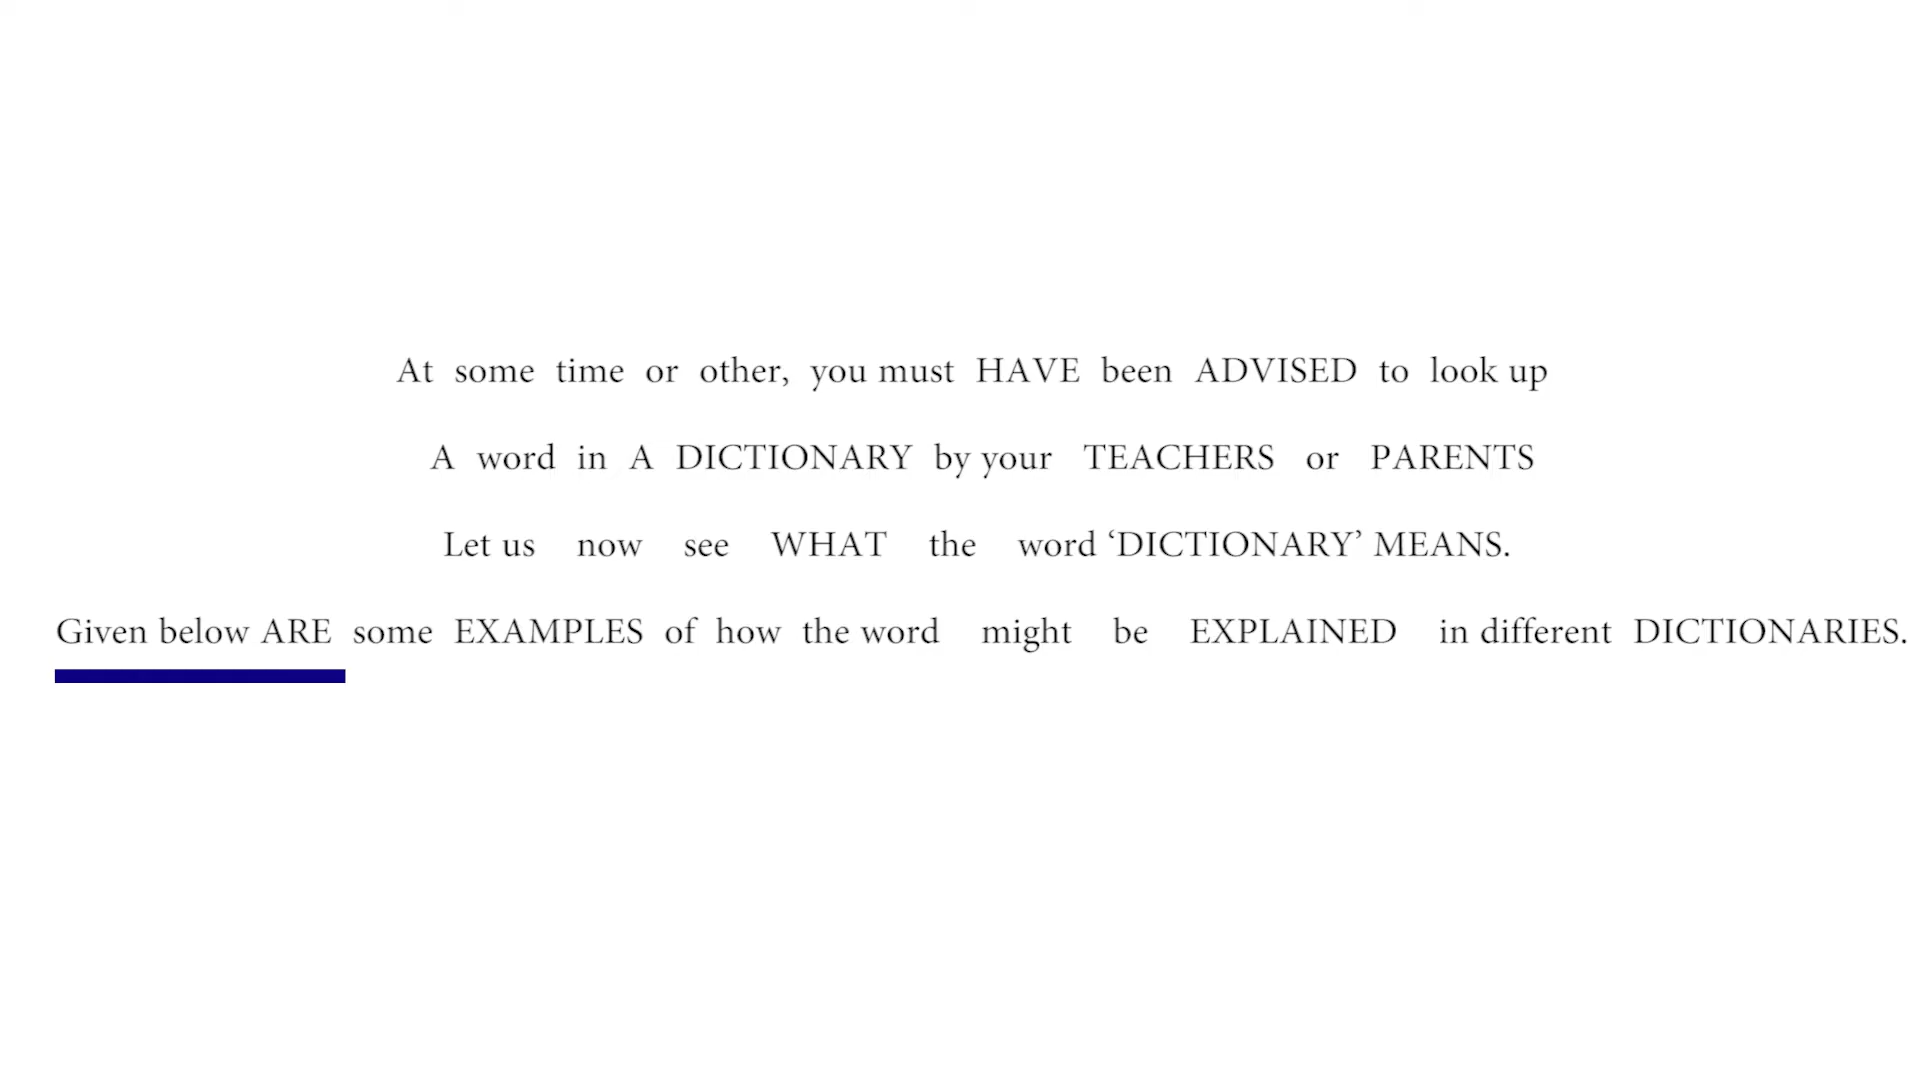 At some time or other, you must HAVE been ADVISED to look up
A word in A DICTIONARY by your TEACHERS or PARENTS
Let us now see WHAT the word ‘DICTIONARY’ MEANS.
Given below ARE some EXAMPLES of how the word might be EXPLAINED in different DICTIONARIES.